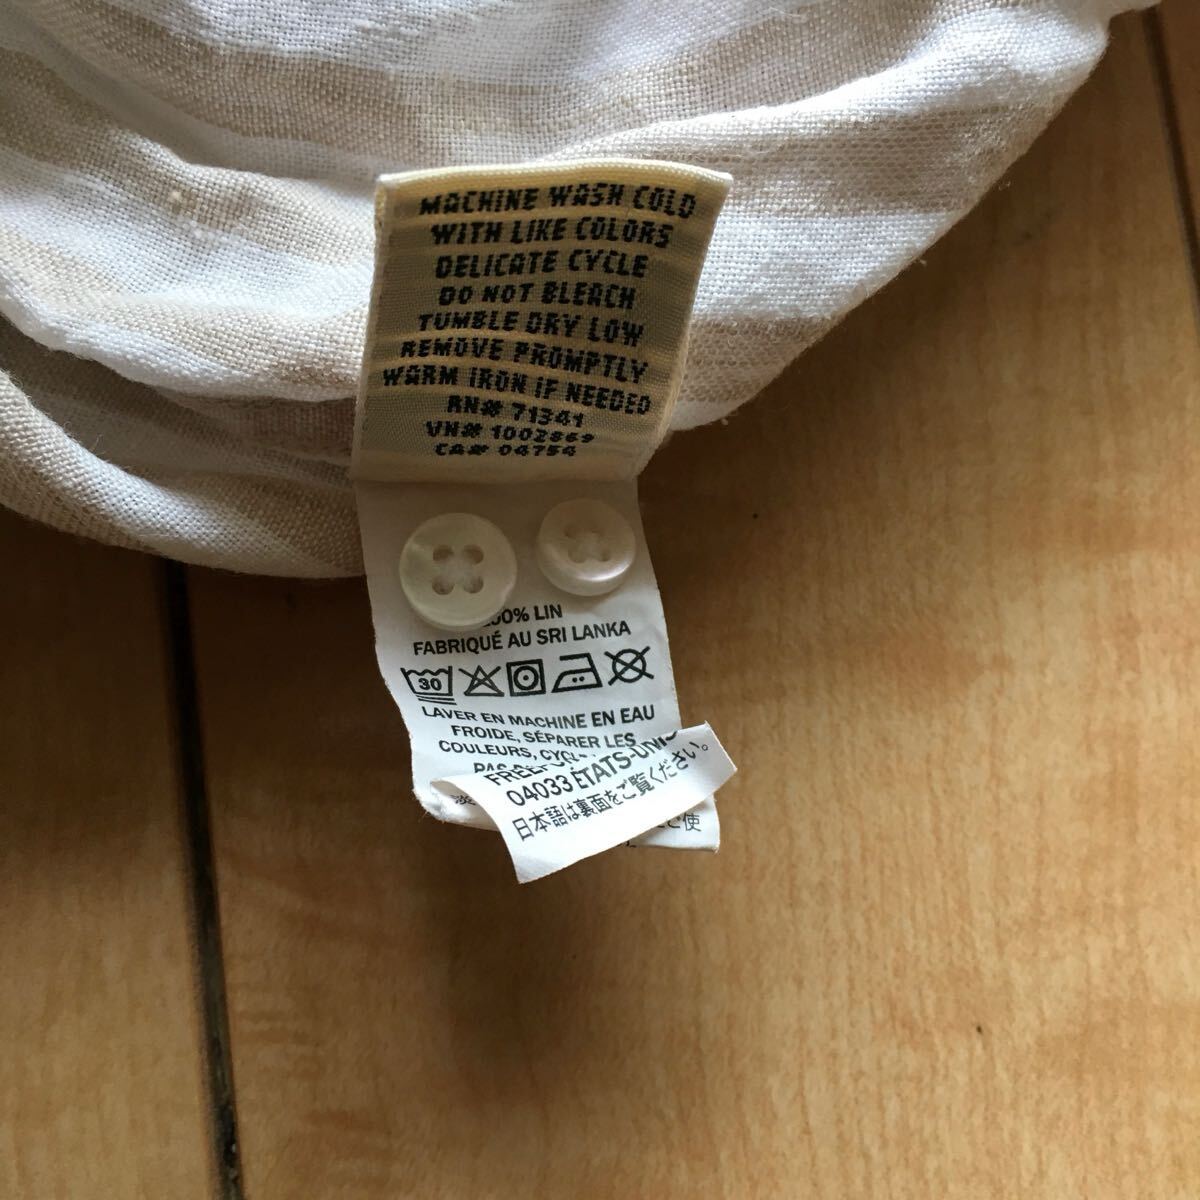 MACHINE WASH COLD
WITH LIKE COLORS
DELICATE CYCLE
DO NOT BLEACH
TUMBLE DRY LOW
REMOVE PROMPTLY
WARM IRON IF NEEDED
RN# 71341
VN# 1002869
CA# 04754
LIN
FABRIQUÉ AU SRI LANKA
30
LAVER EN MACHINE EN EAU
FROIDE, SÉPARER LES
COULEURS,
04033 ÉTATS-UNIS
日本語は裏面をご覧ください。
ご使